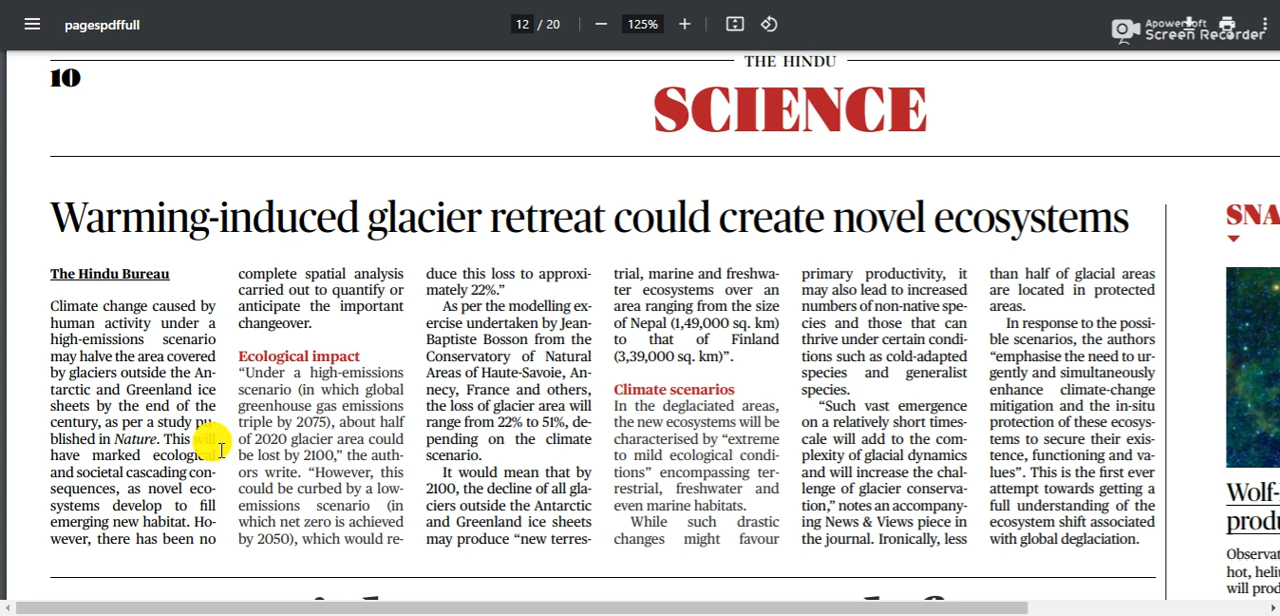 pagespdffull
12 / 20
125%
Apowersoft
Screen Recorder
10
THE HINDU
SCIENCE
Warming-induced glacier retreat could create novel ecosystems
The Hindu Bureau
Climate change caused by
human activity under a
high-emissions scenario
may halve the area covered
by glaciers outside the An-
tarctic and Greenland ice
sheets by the end of the
century, as per a study pu-
blished in Nature. This will
have marked ecological
and societal cascading con-
sequences, as novel eco-
systems develop to fill
emerging new habitat. Ho-
wever, there has been no
complete spatial analysis
carried out to quantify or
anticipate the important
changeover.
Ecological impact
“Under a high-emissions
scenario (in which global
greenhouse gas emissions
triple by 2075), about half
of 2020 glacier area could
be lost by 2100,” the auth-
ors write. “However, this
could be curbed by a low-
emissions scenario (in
which net zero is achieved
by 2050), which would re-
duce this loss to approxi-
mately 22%.”
As per the modelling ex-
ercise undertaken by Jean-
Baptiste Bosson from the
Conservatory of Natural
Areas of Haute-Savoie, An-
necy, France and others,
the loss of glacier area will
range from 22% to 51%, de-
pending on the climate
scenario.
It would mean that by
2100, the decline of all gla-
ciers outside the Antarctic
and Greenland ice sheets
may produce “new terres-
trial, marine and freshwa-
ter ecosystems over an
area ranging from the size
of Nepal (1,49,000 sq. km)
to that of Finland
(3,39,000 sq. km)”.
Climate scenarios
In the deglaciated areas,
the new ecosystems will be
characterised by “extreme
to mild ecological condi-
tions” encompassing ter-
restrial, freshwater and
even marine habitats.
While such drastic
changes might favour
primary productivity, it
may also lead to increased
numbers of non-native spe-
cies and those that can
thrive under certain condi-
tions such as cold-adapted
species and generalist
species.
“Such vast emergence
on a relatively short times-
cale will add to the com-
plexity of glacial dynamics
and will increase the chal-
lenge of glacier conserva-
tion,” notes an accompany-
ing News & Views piece in
the journal. Ironically, less
than half of glacial areas
are located in protected
areas.
In response to the possi-
ble scenarios, the authors
“emphasise the need to ur-
gently and simultaneously
enhance climate-change
mitigation and the in-situ
protection of these ecosys-
tems to secure their exis-
tence, functioning and va-
lues”. This is the first ever
attempt towards getting a
full understanding of the
ecosystem shift associated
with global deglaciation.
SNA
Wolf-
produ
Observat
hot, heli
will prod